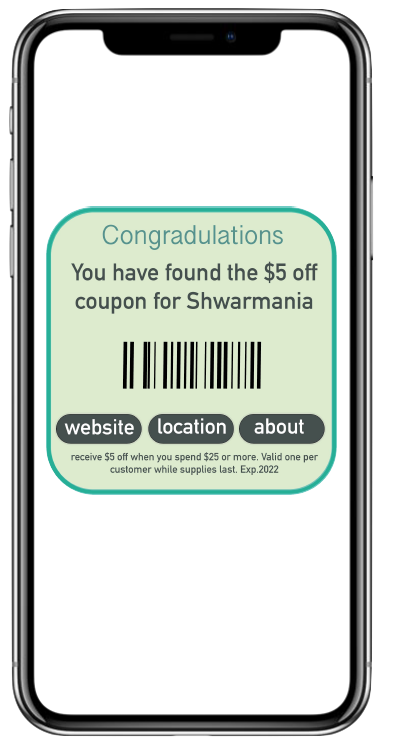 Congradulations
You have found the $5 off
coupon for Shwarmania
website location about
receive $5 off when you spend $25 or more. Valid one per
customer while supplies last. Exp.2022